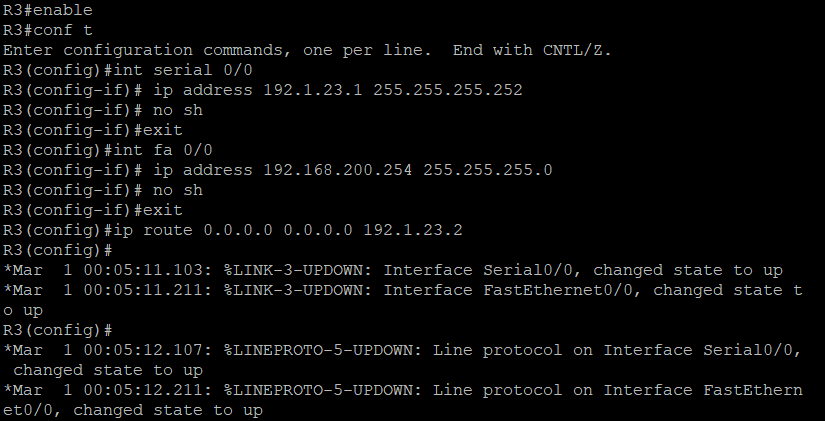 R3#enable
R3#conf t
Enter configuration commands, one per line.  End with CNTL/Z.
R3(config)#int serial 0/0
R3(config-if)# ip address 192.1.23.1 255.255.255.252
R3(config-if)# no sh
R3(config-if)#exit
R3(config)#int fa 0/0
R3(config-if)# ip address 192.168.200.254 255.255.255.0
R3(config-if)# no sh
R3(config-if)#exit
R3(config)#ip route 0.0.0.0 0.0.0.0 192.1.23.2
R3(config)#
*Mar  1 00:05:11.103: %LINK-3-UPDOWN: Interface Serial0/0, changed state to up
*Mar  1 00:05:11.211: %LINK-3-UPDOWN: Interface FastEthernet0/0, changed state t
o up
R3(config)#
*Mar  1 00:05:12.107: %LINEPROTO-5-UPDOWN: Line protocol on Interface Serial0/0,
 changed state to up
*Mar  1 00:05:12.211: %LINEPROTO-5-UPDOWN: Line protocol on Interface FastEthern
et0/0, changed state to up